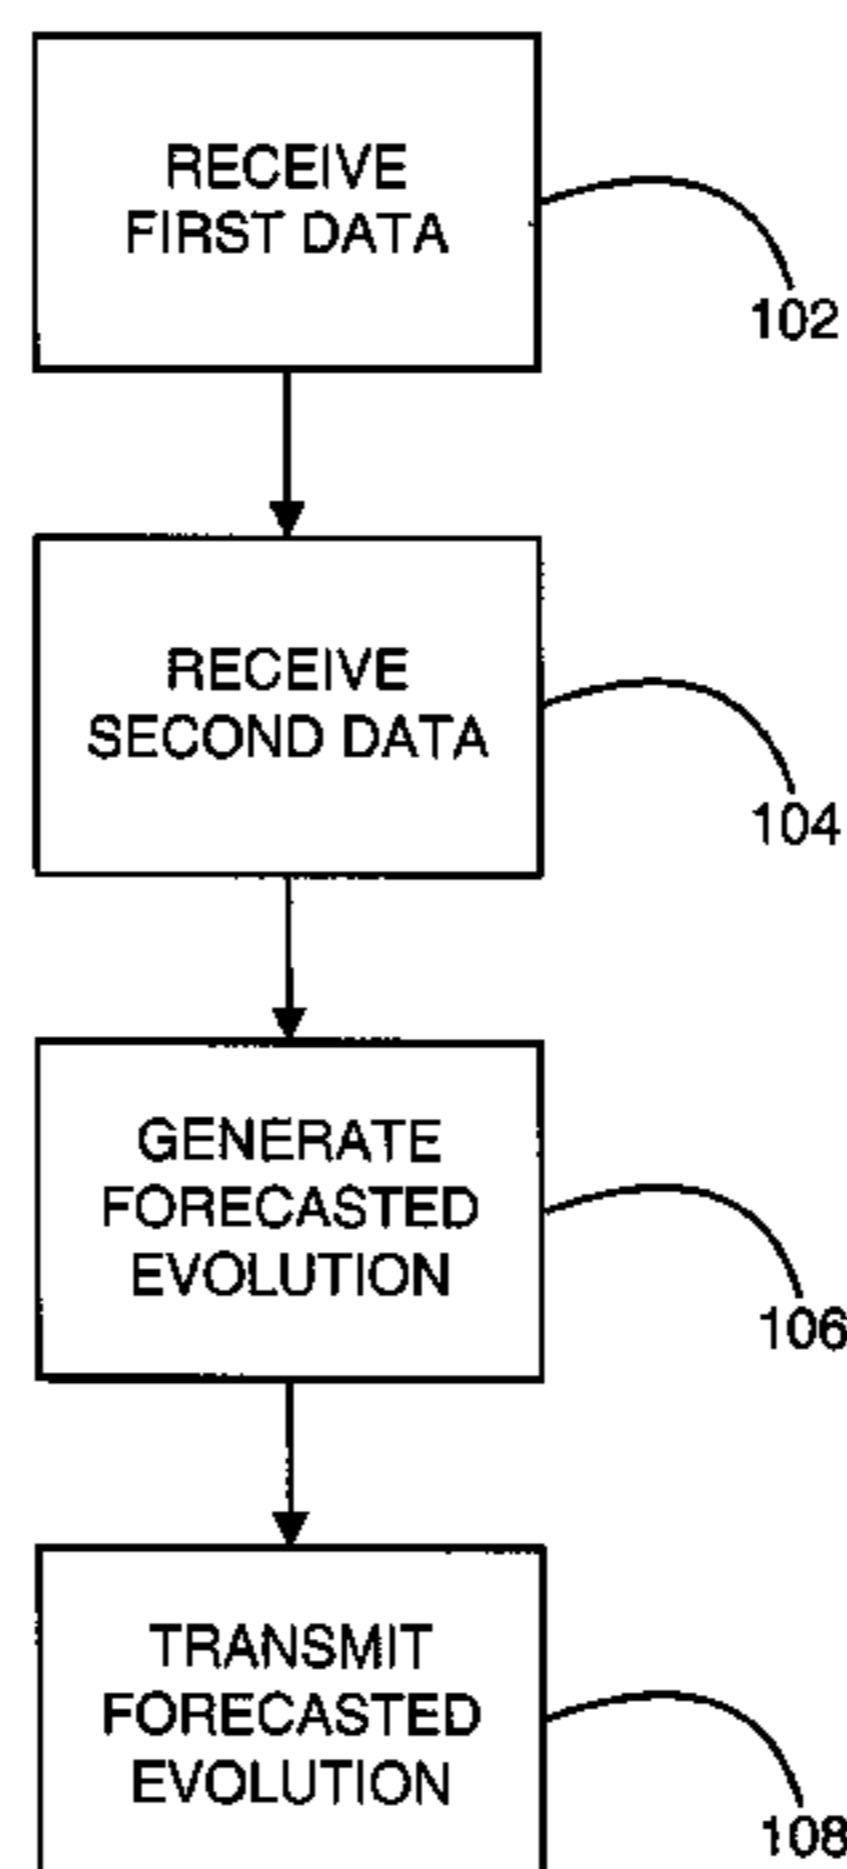 RECEIVE
FIRST DATA
102
RECEIVE
SECOND DATA
104
GENERATE
FORECASTED
EVOLUTION
106
TRANSMIT
FORECASTED
EVOLUTION
108